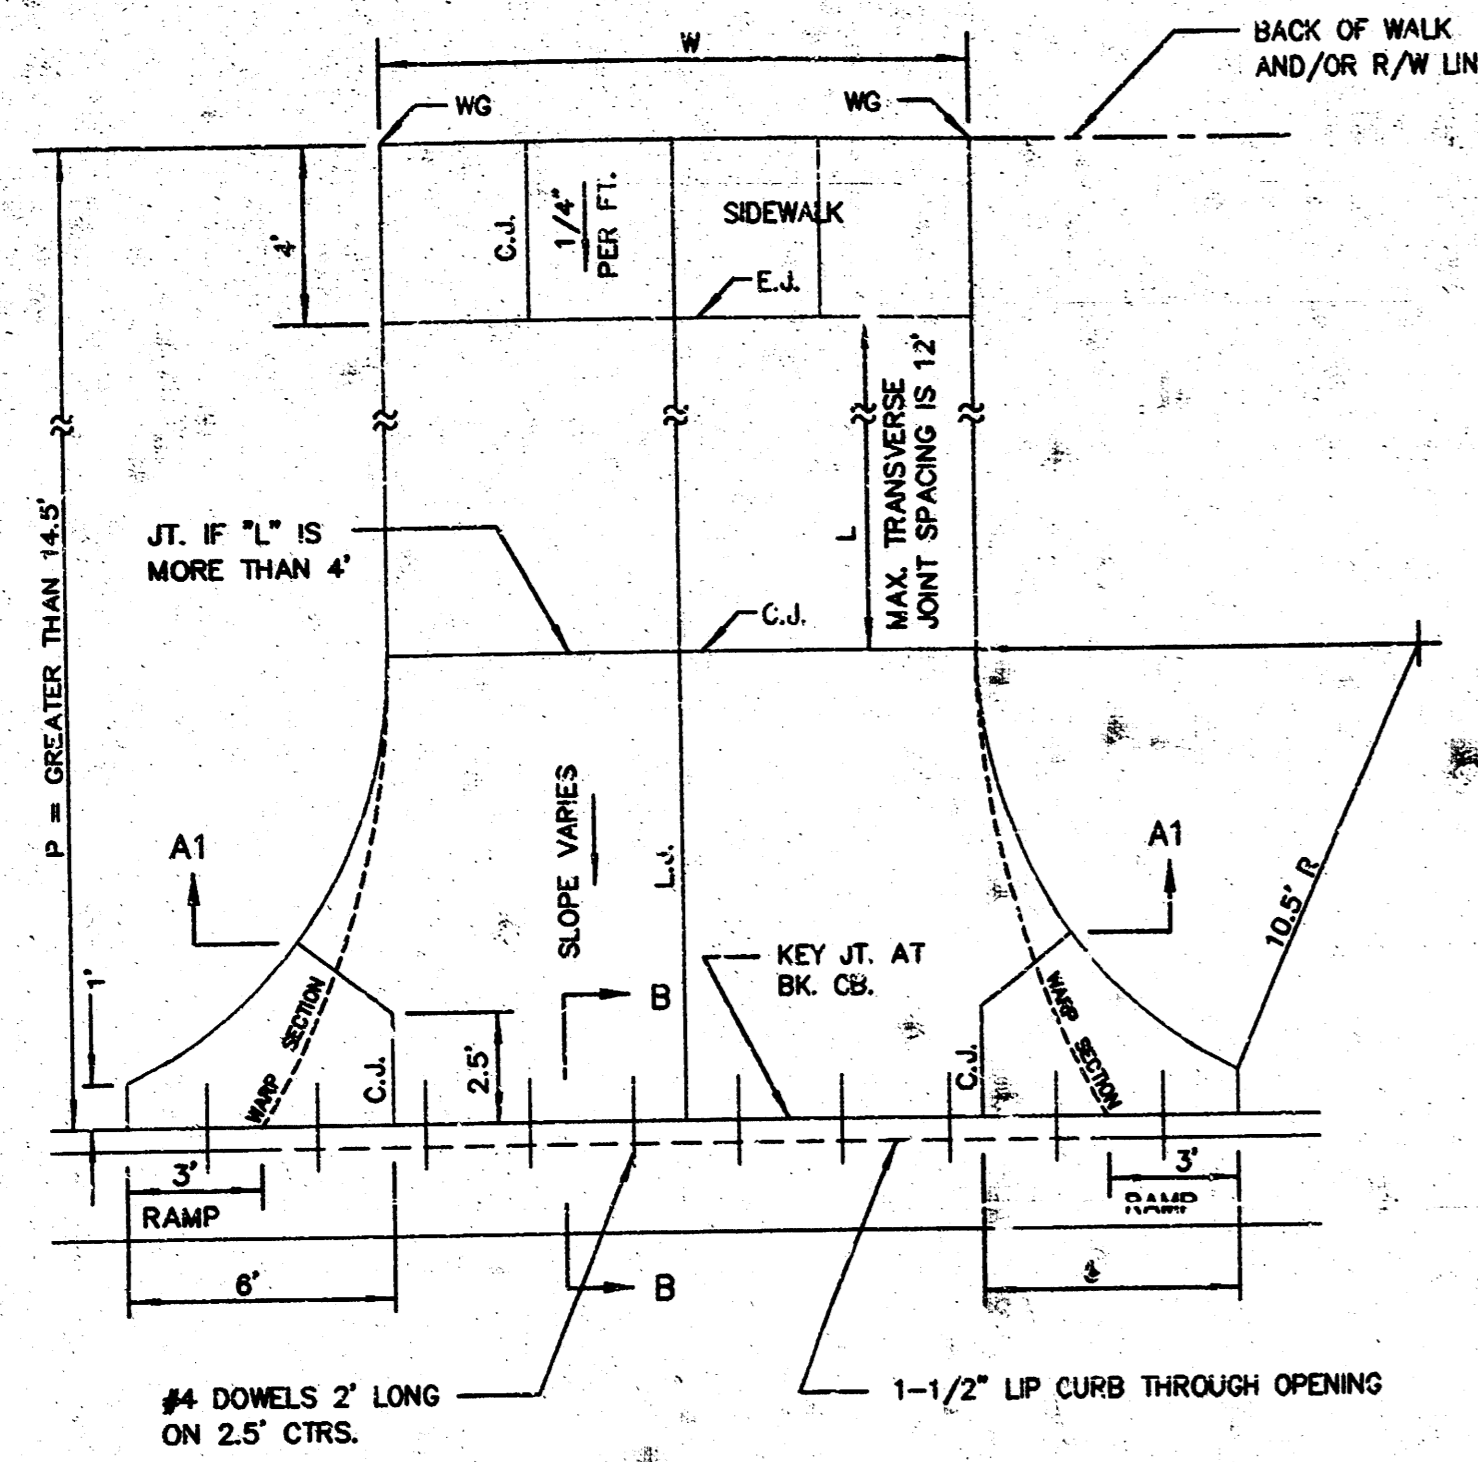 W
BACK OF WALK
AND/OR R/W LIN
WG
WG
4'
C.J.
1/4"
PER FT.
SIDEWALK
E.J.
P = GREATER THAN 14.5'
JT. IF "L" IS
MORE THAN 4'
L
MAX. TRANSVERSE
JOINT SPACING IS 12'
C.J.
A1
SLOPE VARIES
L.J.
A1
10.5' R
1'
WARP SECTION
C.J.
2.5'
B
KEY JT. AT
BK. CB.
C.J.
WARP SECTION
3'
RAMP
3'
RAMP
6'
B
#4 DOWELS 2' LONG
ON 2.5' CTRS.
1-1/2" LIP CURB THROUGH OPENING